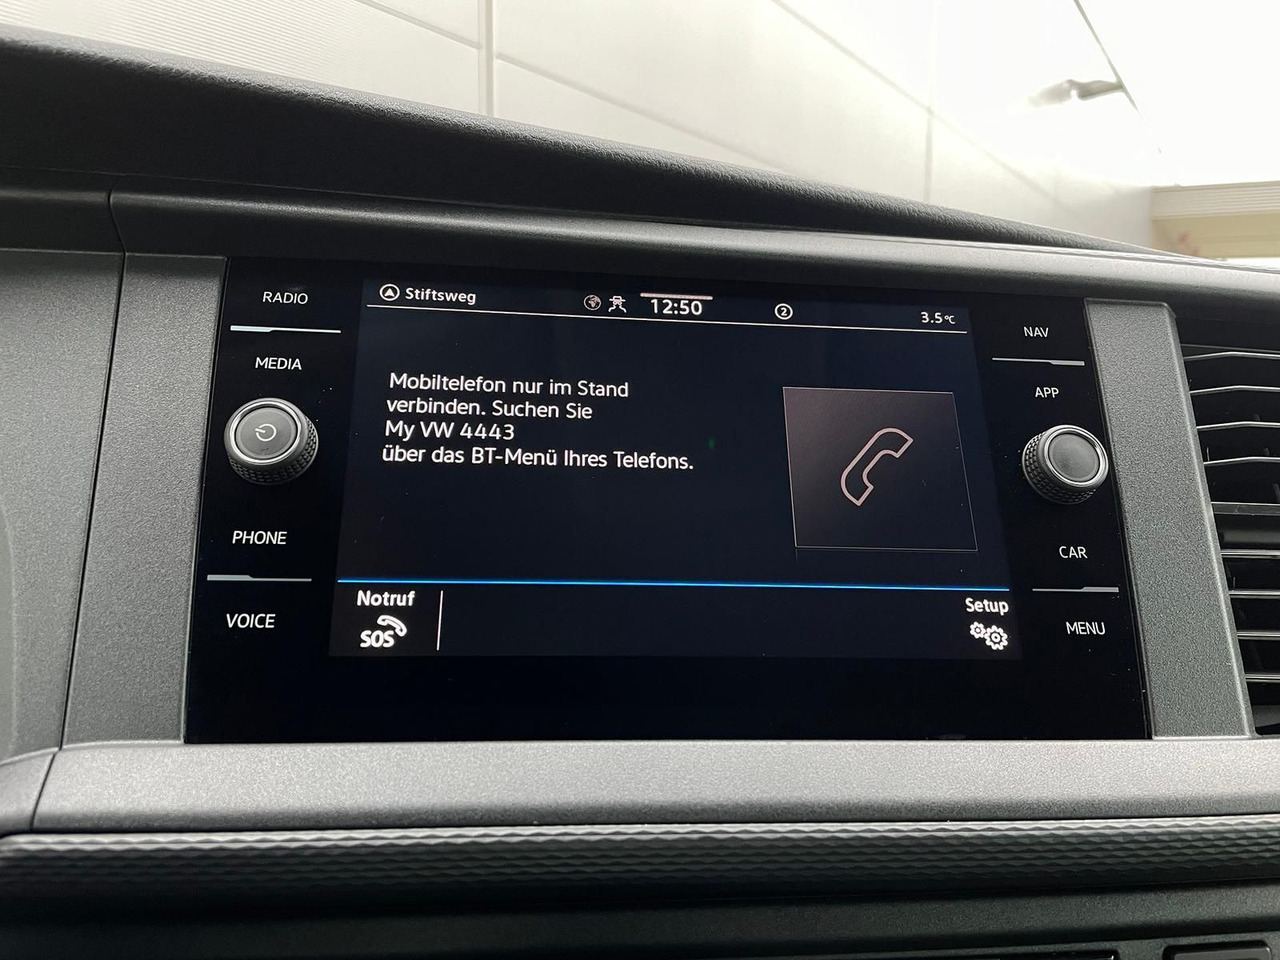 RADIO
MEDIA
PHONE
VOICE
Stiftsweg
12:50
2
3.5°C
Mobiltelefon nur im Stand
verbinden. Suchen Sie
My VW 4443
über das BT-Menü Ihres Telefons.
Notruf
SOS
Setup
NAV
APP
CAR
MENU